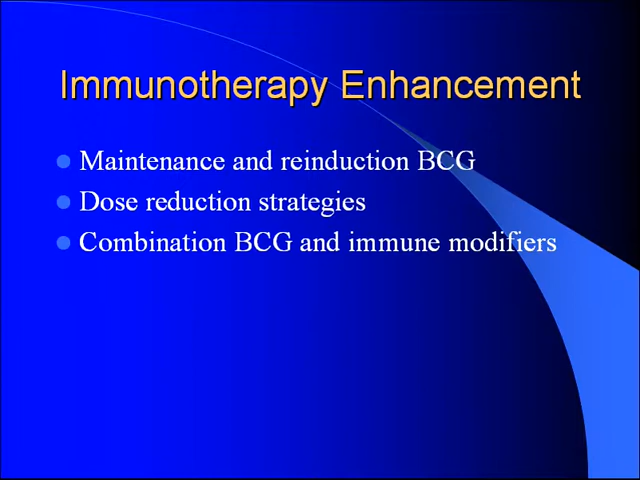 Immunotherapy Enhancement
Maintenance and reinduction BCG
Dose reduction strategies
Combination BCG and immune modifiers